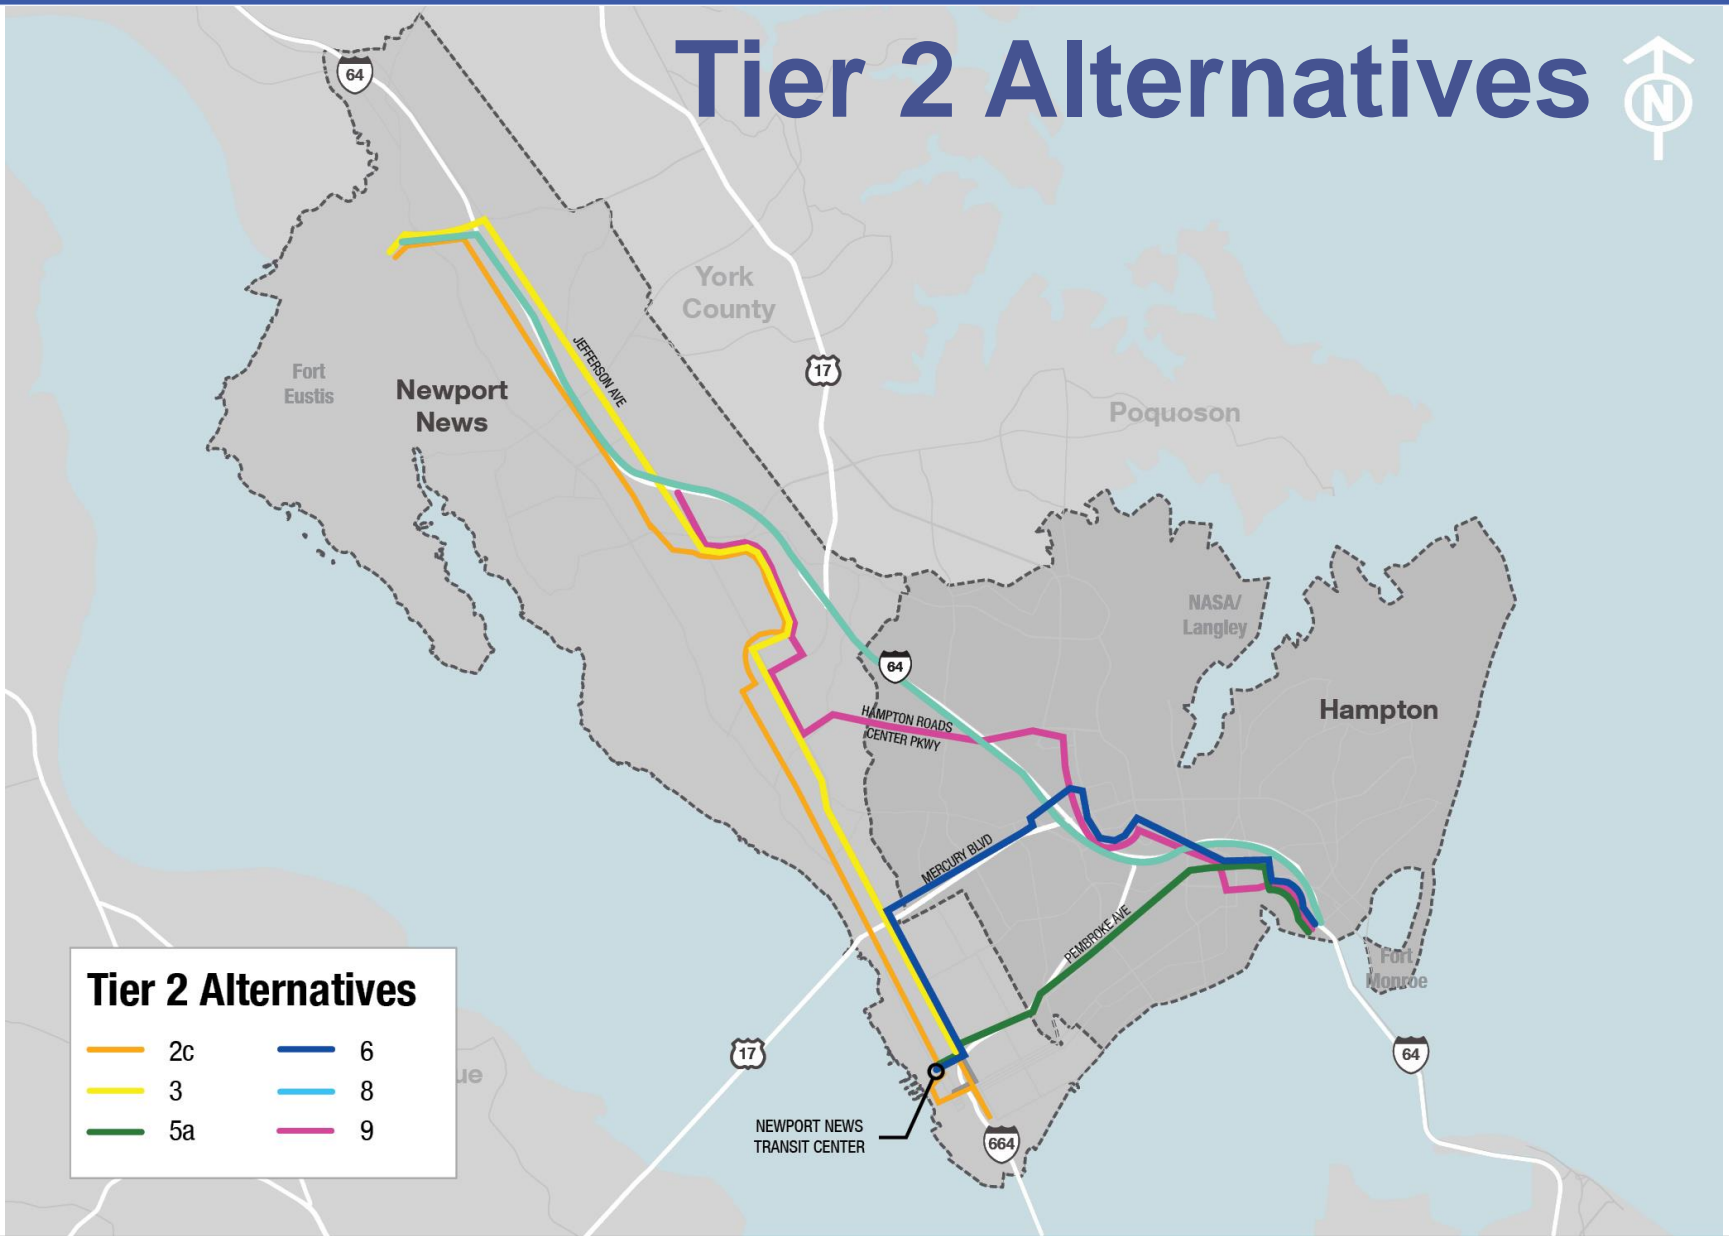 Tier 2 Alternatives
N
64
York
County
JEFFERSON AVE
17
Fort
Eustis
Newport
News
Poquoson
NASA/
Langley
64
Hampton
HAMPTON ROADS
CENTER PKWY
MERCURY BLVD
PEMBROKE AVE
Fort
Monroe
Tier 2 Alternatives
2c
6
3
8
5a
9
ue
17
64
NEWPORT NEWS
TRANSIT CENTER
664